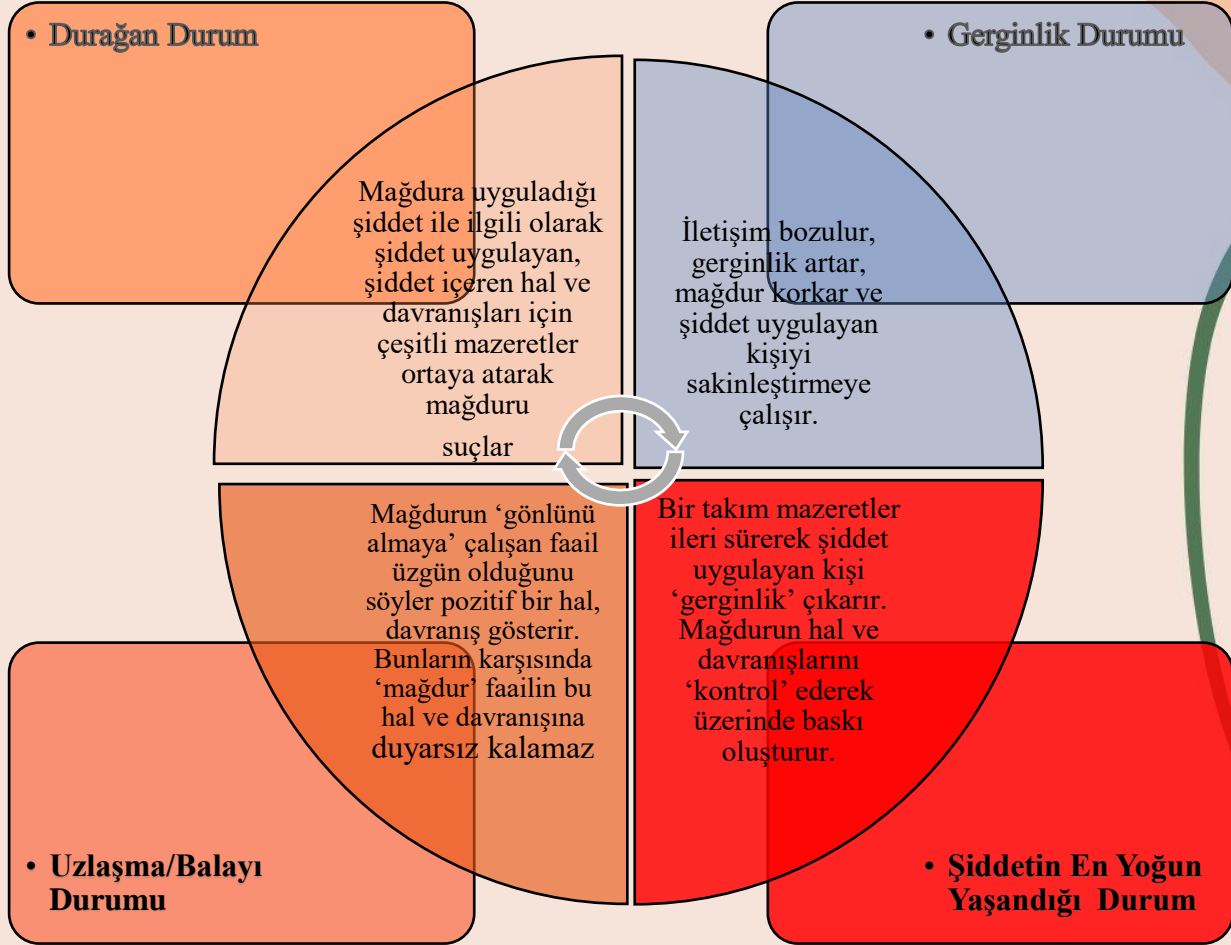 • Durağan Durum
• Gerginlik Durumu
Mağdura uyguladığı
şiddet ile ilgili olarak
şiddet uygulayan,
şiddet içeren hal ve
davranışları için
çeşitli mazeretler
ortaya atarak
mağduru
suçlar
İletişim bozulur,
gerginlik artar,
mağdur korkar ve
şiddet uygulayan
kişiyi
sakinleştirmeye
çalışır.
Mağdurun ‘gönlünü
almaya’ çalışan faail
üzgün olduğunu
söyler pozitif bir hal,
davranış gösterir.
Bunların karşısında
‘mağdur’ faailin bu
hal ve davranışına
duyarsız kalamaz
Bir takım mazeretler
ileri sürerek şiddet
uygulayan kişi
‘gerginlik’ çıkarır.
Mağdurun hal ve
davranışlarını
‘kontrol’ ederek
üzerinde baskı
oluşturur.
• Uzlaşma/Balayı
Durumu
• Şiddetin En Yoğun
Yaşandığı Durum